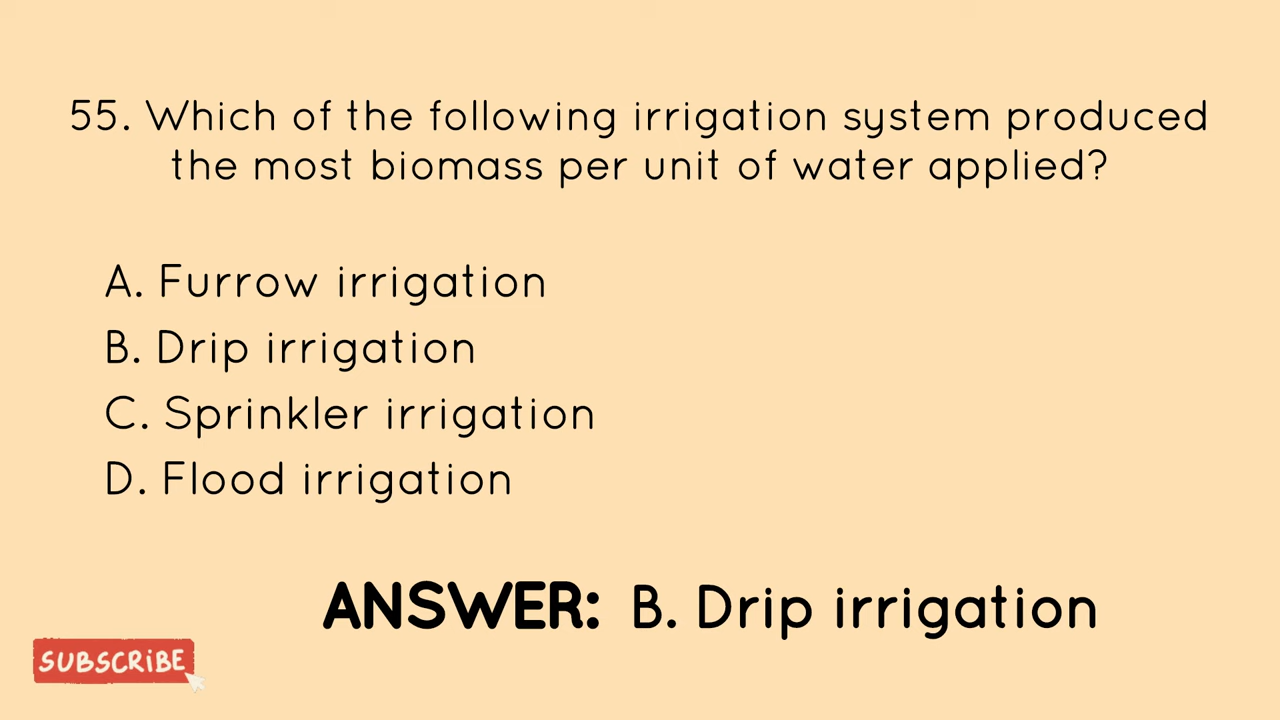 55. Which of the following irrigation system produced
the most biomass per unit of water applied?
A. Furrow irrigation
B. Drip irrigation
C. Sprinkler irrigation
D. Flood irrigation
ANSWER: B. Drip irrigation
SUBSCRiBE